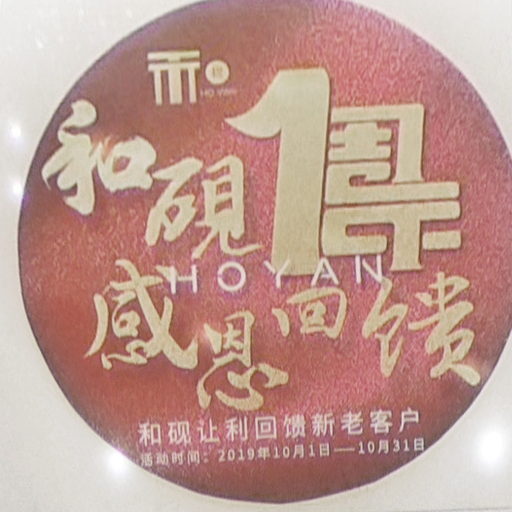 和砚
1周年
HOYAN
感恩回馈
和砚让利回馈新老客户
活动时间：2019年10月1日——10月31日